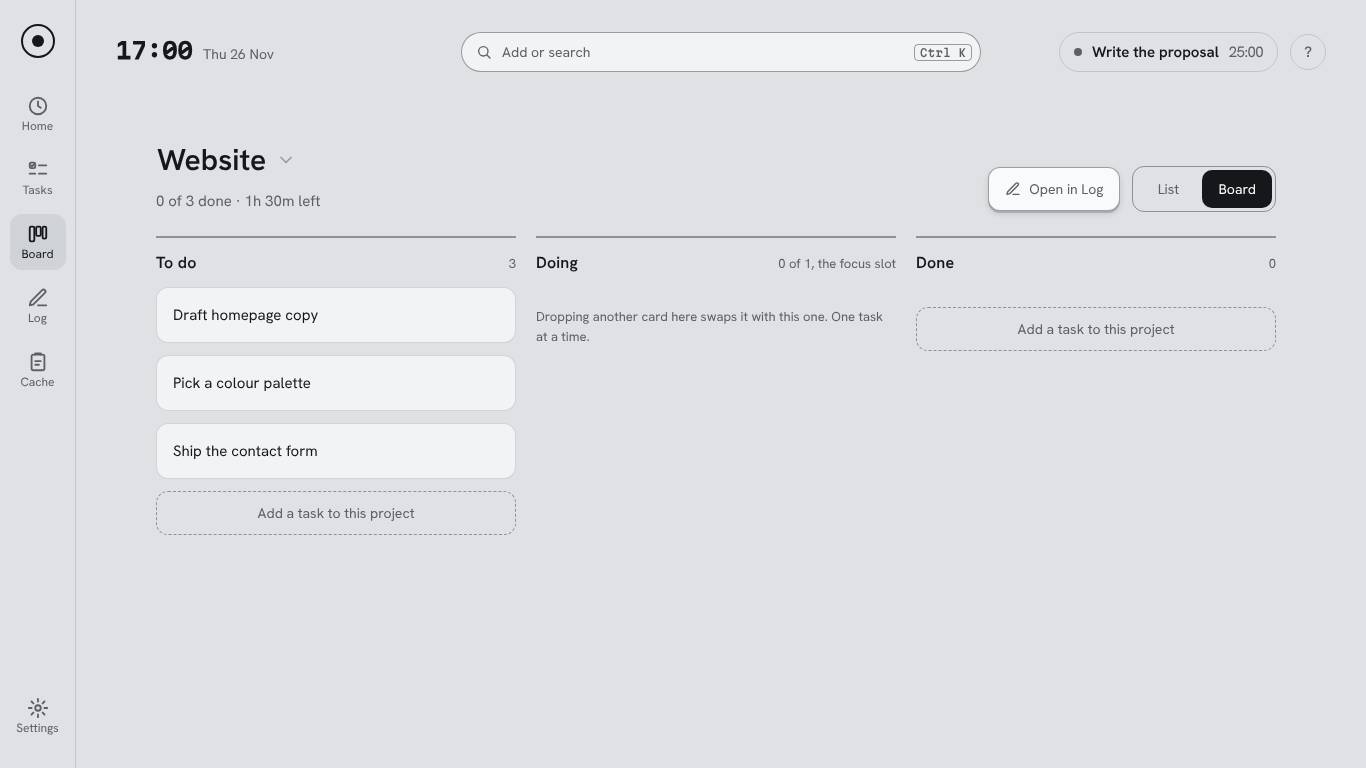 17:00 Thu 26 Nov
Add or search
Ctrl K
Write the proposal 25:00
?
Home
Tasks
Board
Log
Cache
Settings
Website
0 of 3 done · 1h 30m left
Open in Log
List
Board
To do 3
Draft homepage copy
Pick a colour palette
Ship the contact form
Add a task to this project
Doing 0 of 1, the focus slot
Dropping another card here swaps it with this one. One task
at a time.
Done 0
Add a task to this project